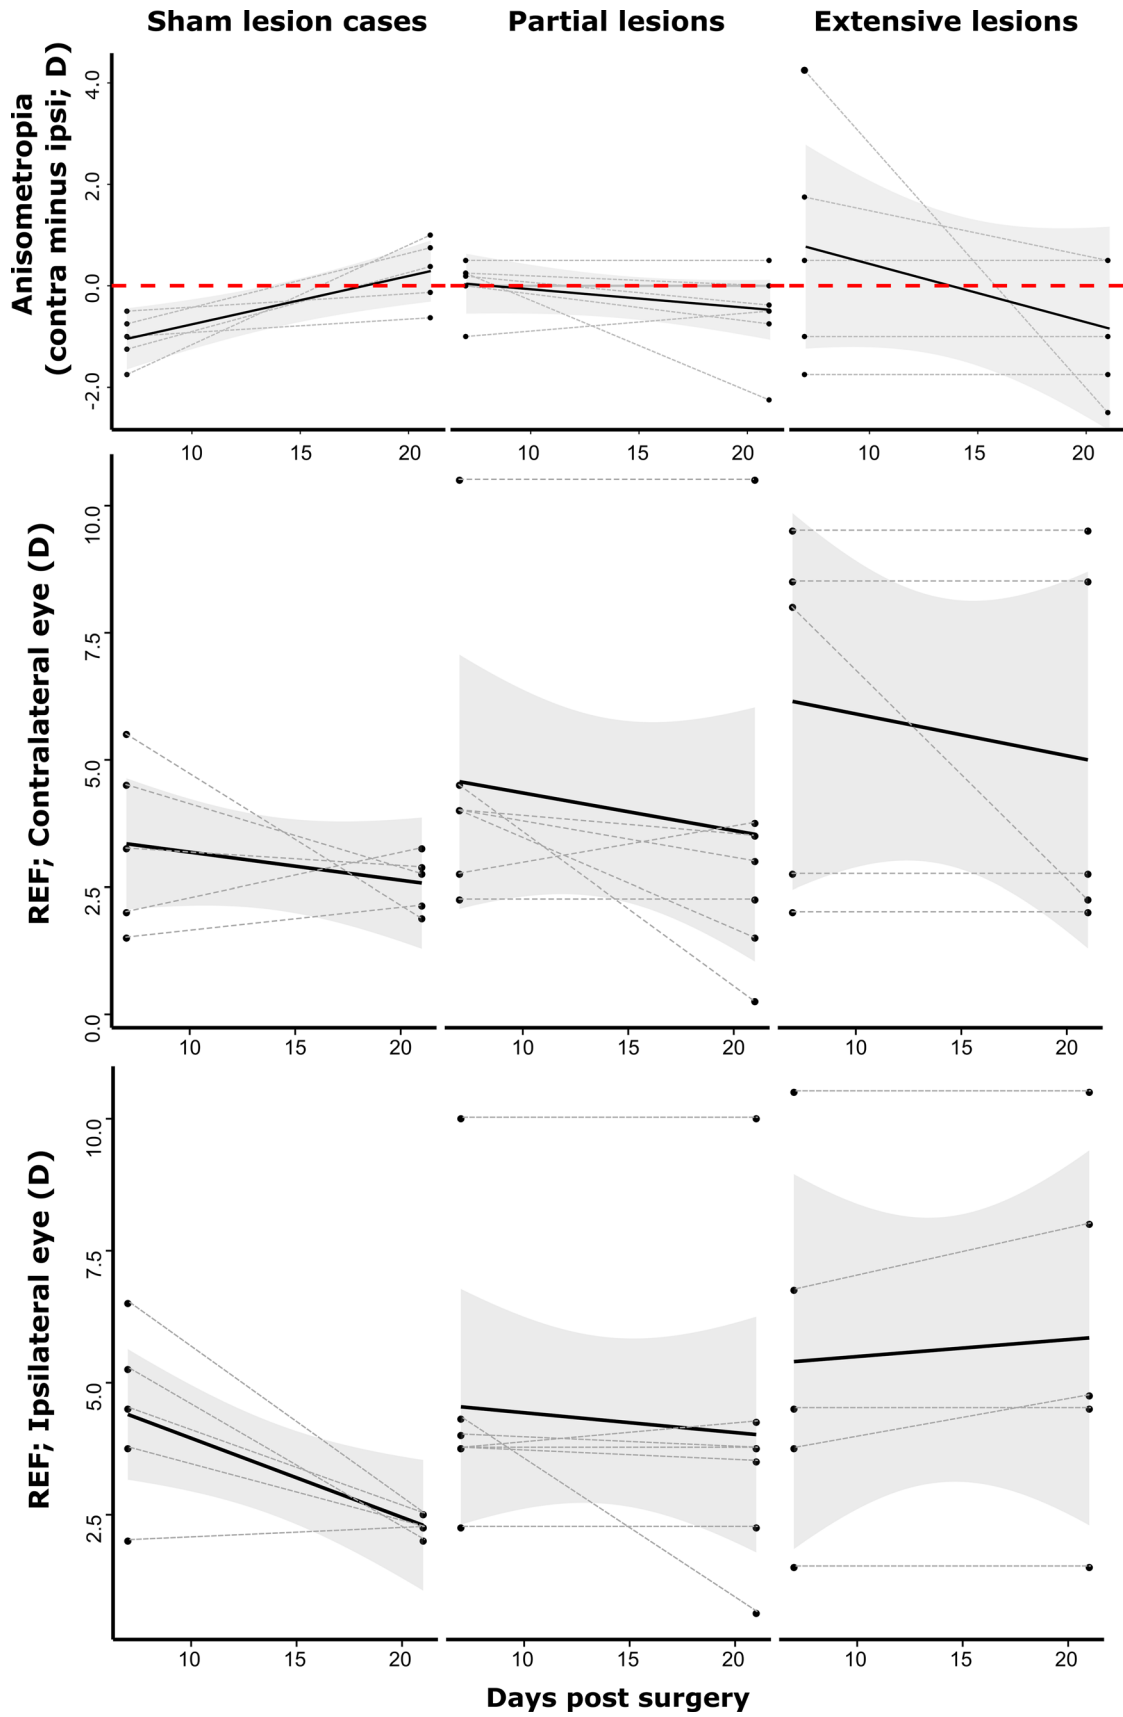 Sham lesion cases Partial lesions Extensive lesions
Anisometropia
(contra minus ipsi; D)
4.0
2.0
0.0
-2.0
10 15 20 10 15 20 10 15 20
REF; Contralateral eye (D)
10.0
7.5
5.0
2.5
0.0
10 15 20 10 15 20 10 15 20
REF; Ipsilateral eye (D)
10.0
7.5
5.0
2.5
10 15 20 10 15 20 10 15 20
Days post surgery